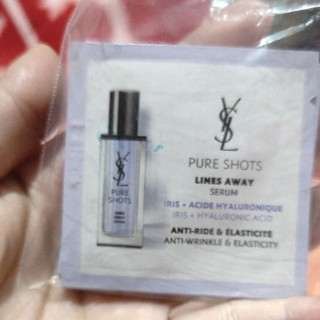 YSL
PURE SHOTS
LINES AWAY
SERUM
IRIS + ACIDE HYALURONIQUE
IRIS + HYALURONIC ACID
ANTI-RIDE & ÉLASTICITÉ
ANTI-WRINKLE & ELASTICITY
PURE
SHOTS